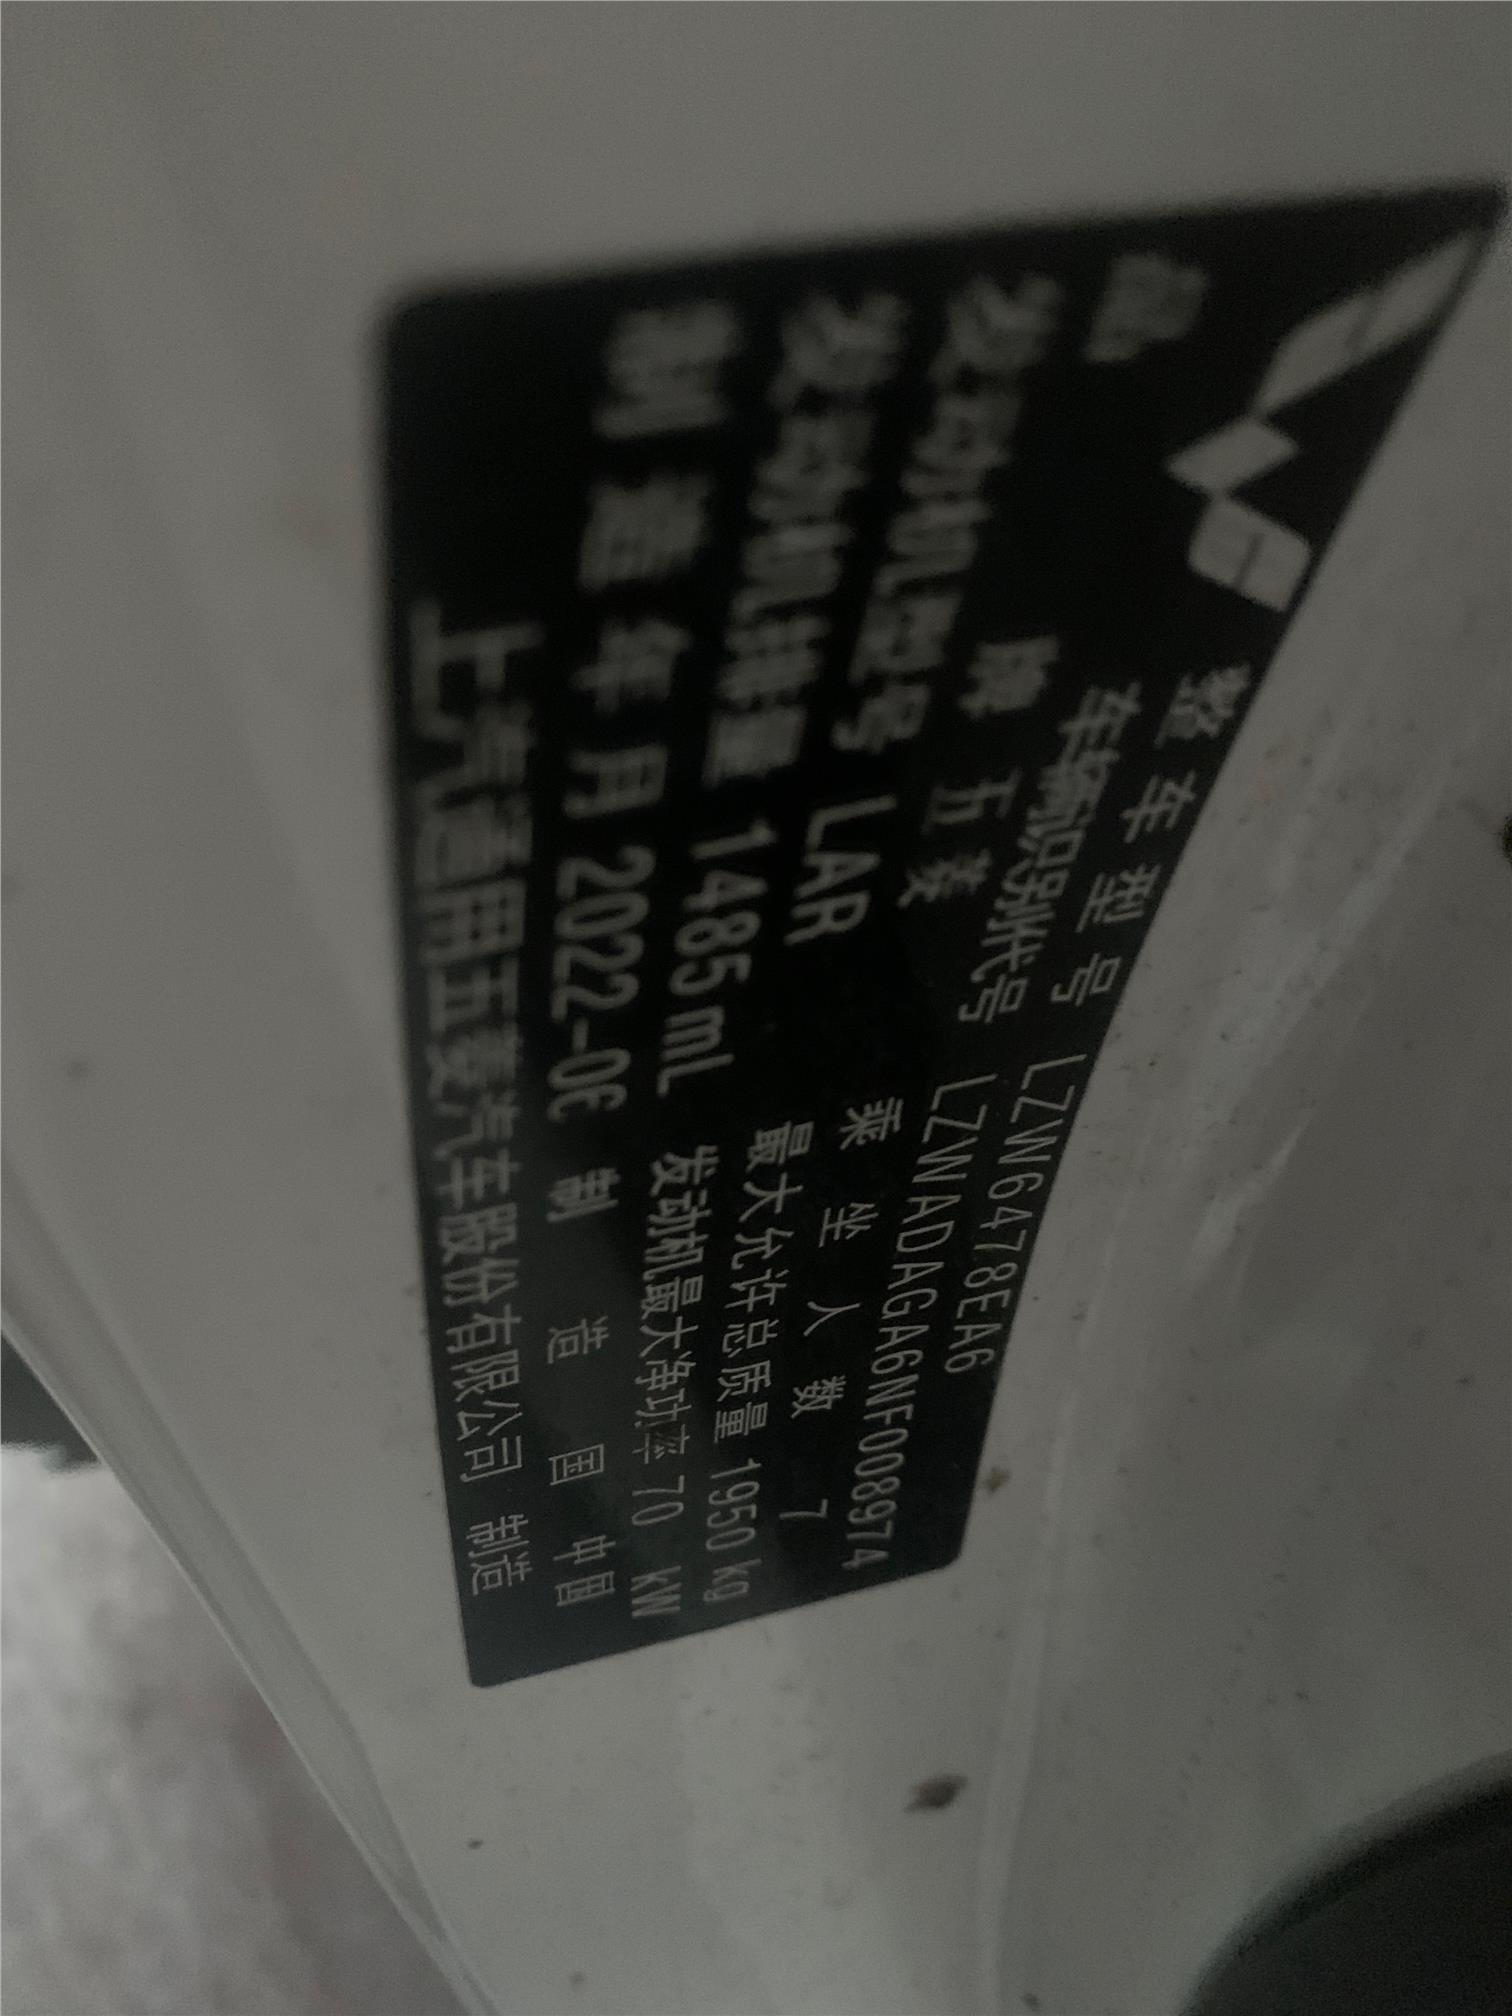 整车型号 LZW6478EA6
车辆识别代号 LZWADAGA6NF008974
品牌 五菱 乘坐人数 7
发动机型号 LAR 最大允许总质量 1950 kg
发动机排量 1485 mL 发动机最大净功率 70 kW
制造年月 2022-06 制造国 中国
上汽通用五菱汽车股份有限公司 制造